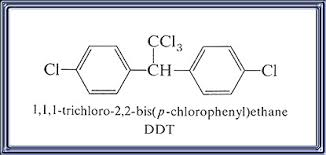 CCl₃
Cl CH Cl
1,1,1-trichloro-2,2-bis(p-chlorophenyl)ethane
DDT